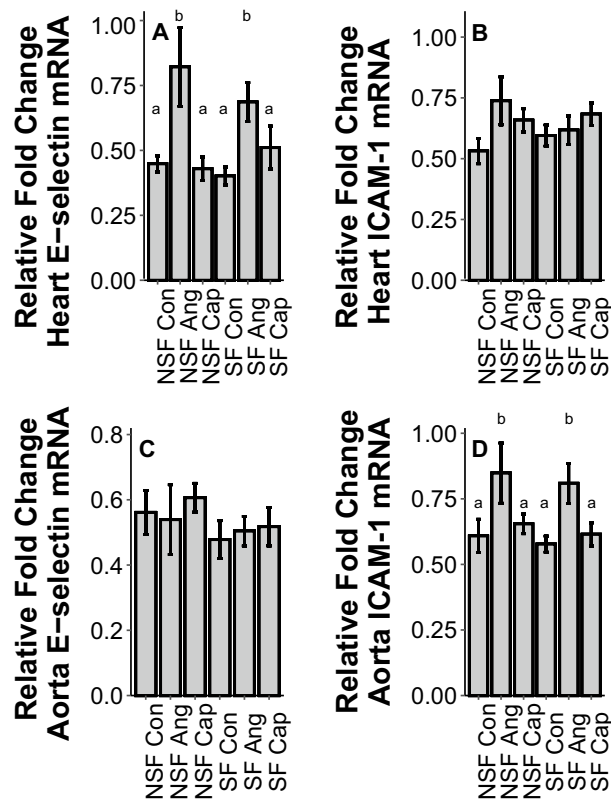 A
Relative Fold Change
Heart E−selectin mRNA
1.00
0.75
0.50
0.25
0.00
a
b
a
a
b
a
NSF Con
NSF Ang
NSF Cap
SF Con
SF Ang
SF Cap
B
Relative Fold Change
Heart ICAM−1 mRNA
1.00
0.75
0.50
0.25
0.00
NSF Con
NSF Ang
NSF Cap
SF Con
SF Ang
SF Cap
C
Relative Fold Change
Aorta E−selectin mRNA
0.8
0.6
0.4
0.2
0.0
NSF Con
NSF Ang
NSF Cap
SF Con
SF Ang
SF Cap
D
Relative Fold Change
Aorta ICAM−1 mRNA
1.00
0.75
0.50
0.25
0.00
a
b
a
a
b
a
NSF Con
NSF Ang
NSF Cap
SF Con
SF Ang
SF Cap